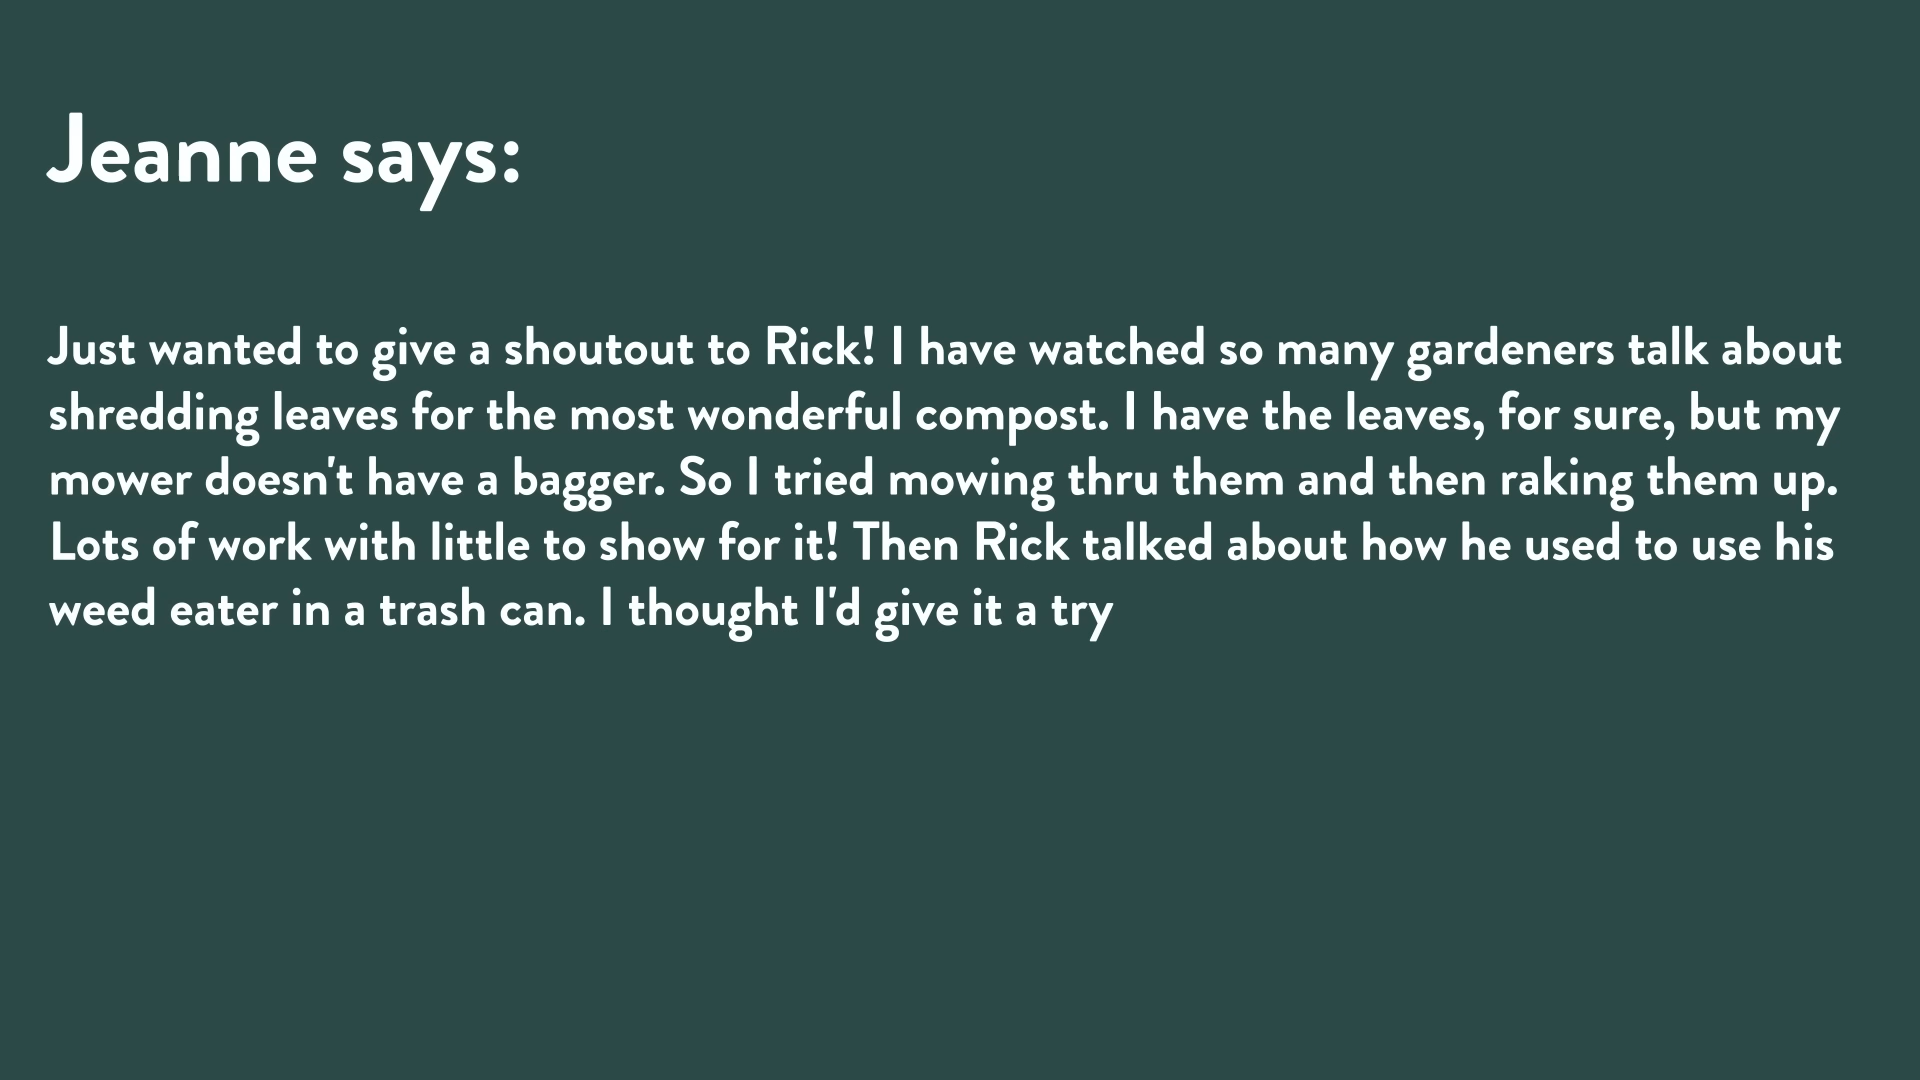 Jeanne says:
Just wanted to give a shoutout to Rick! I have watched so many gardeners talk about
shredding leaves for the most wonderful compost. I have the leaves, for sure, but my
mower doesn't have a bagger. So I tried mowing thru them and then raking them up.
Lots of work with little to show for it! Then Rick talked about how he used to use his
weed eater in a trash can. I thought I'd give it a try